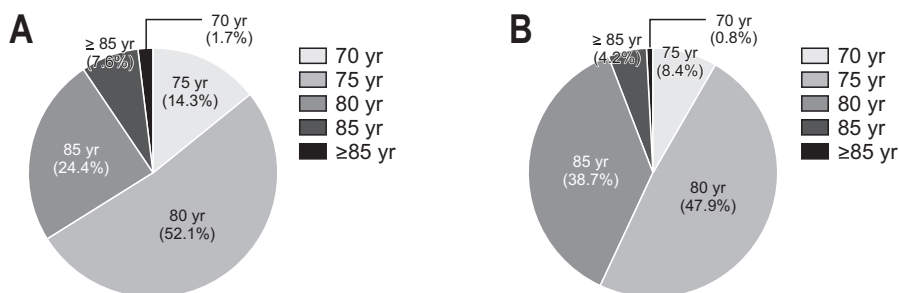 A
70 yr
(1.7%)
≥ 85 yr
(7.6%)
75 yr
(14.3%)
85 yr
(24.4%)
80 yr
(52.1%)
70 yr
75 yr
80 yr
85 yr
≥85 yr
B
70 yr
(0.8%)
≥ 85 yr
(4.2%)
75 yr
(8.4%)
85 yr
(38.7%)
80 yr
(47.9%)
70 yr
75 yr
80 yr
85 yr
≥85 yr